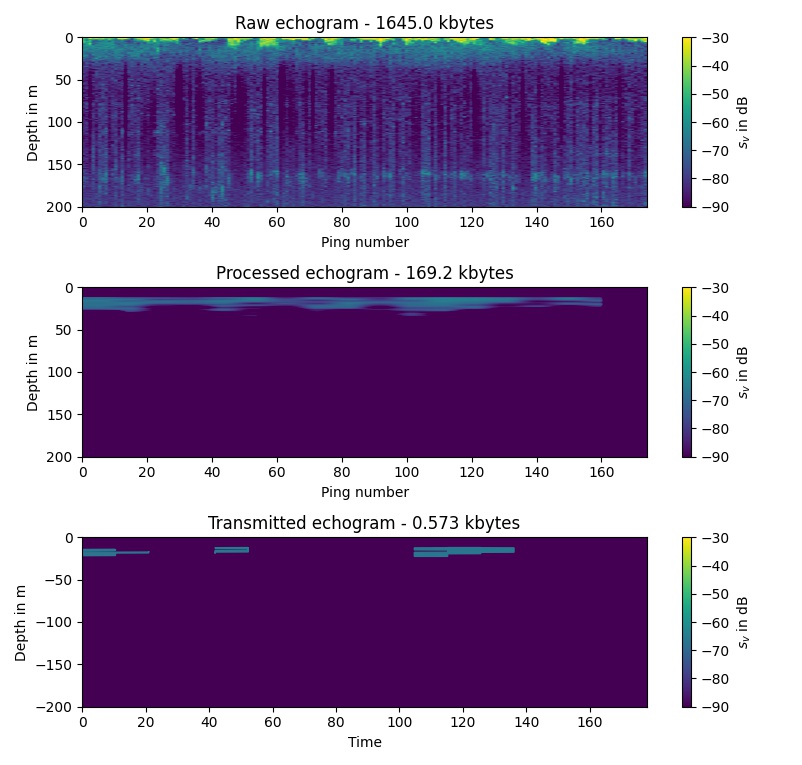 Raw echogram - 1645.0 kbytes
0
50
100
150
200
Depth in m
0 20 40 60 80 100 120 140 160
Ping number
−30
−40
−50
−60
−70
−80
−90
sᵥ in dB
Processed echogram - 169.2 kbytes
0
50
100
150
200
Depth in m
0 20 40 60 80 100 120 140 160
Ping number
−30
−40
−50
−60
−70
−80
−90
sᵥ in dB
Transmitted echogram - 0.573 kbytes
0
−50
−100
−150
−200
Depth in m
0 20 40 60 80 100 120 140 160
Time
−30
−40
−50
−60
−70
−80
−90
sᵥ in dB